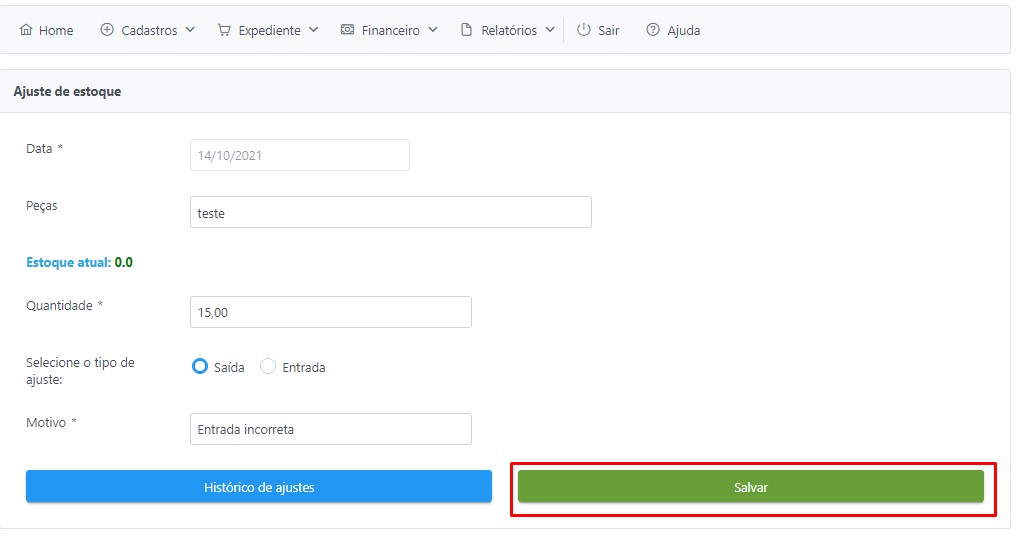 Home Cadastros Expediente Financeiro Relatórios Sair Ajuda
Ajuste de estoque
Data *
14/10/2021
Peças
teste
Estoque atual: 0.0
Quantidade *
15,00
Selecione o tipo de
ajuste:
Saída Entrada
Motivo *
Entrada incorreta
Histórico de ajustes Salvar